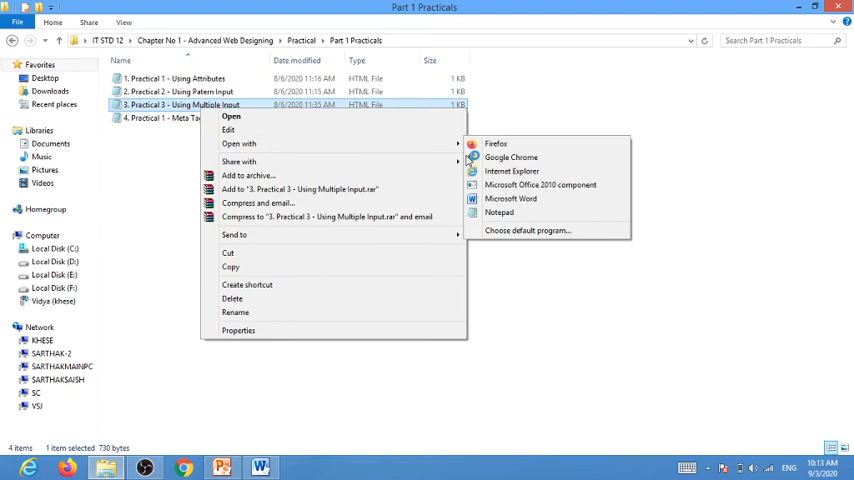 Part 1 Practicals
File Home Share View
IT STD 12 Chapter No 1 - Advanced Web Designing Practical Part 1 Practicals Search Part 1 Practicals
Favorites
Desktop
Downloads
Recent places
Libraries
Documents
Music
Pictures
Videos
Homegroup
Computer
Local Disk (C:)
Local Disk (D:)
Local Disk (E:)
Local Disk (F:)
Vidya (khese)
Network
KHESE
SARTHAK-2
SARTHAKMAINPC
SARTHAKSAISH
SC
VSJ
Name Date modified Type Size
1. Practical 1 - Using Attributes 8/6/2020 11:16 AM HTML File 1 KB
2. Practical 2 - Using Patern Input 8/6/2020 11:15 AM HTML File 1 KB
3. Practical 3 - Using Multiple Input 8/6/2020 11:35 AM HTML File 1 KB
4. Practical 1 - Meta Tag
Open
Edit
Open with
Share with
Add to archive...
Add to "3. Practical 3 - Using Multiple Input.rar"
Compress and email...
Compress to "3. Practical 3 - Using Multiple Input.rar" and email
Send to
Cut
Copy
Create shortcut
Delete
Rename
Properties
Firefox
Google Chrome
Internet Explorer
Microsoft Office 2010 component
Microsoft Word
Notepad
Choose default program...
4 items 1 item selected 730 bytes
ENG
10:13 AM
9/3/2020